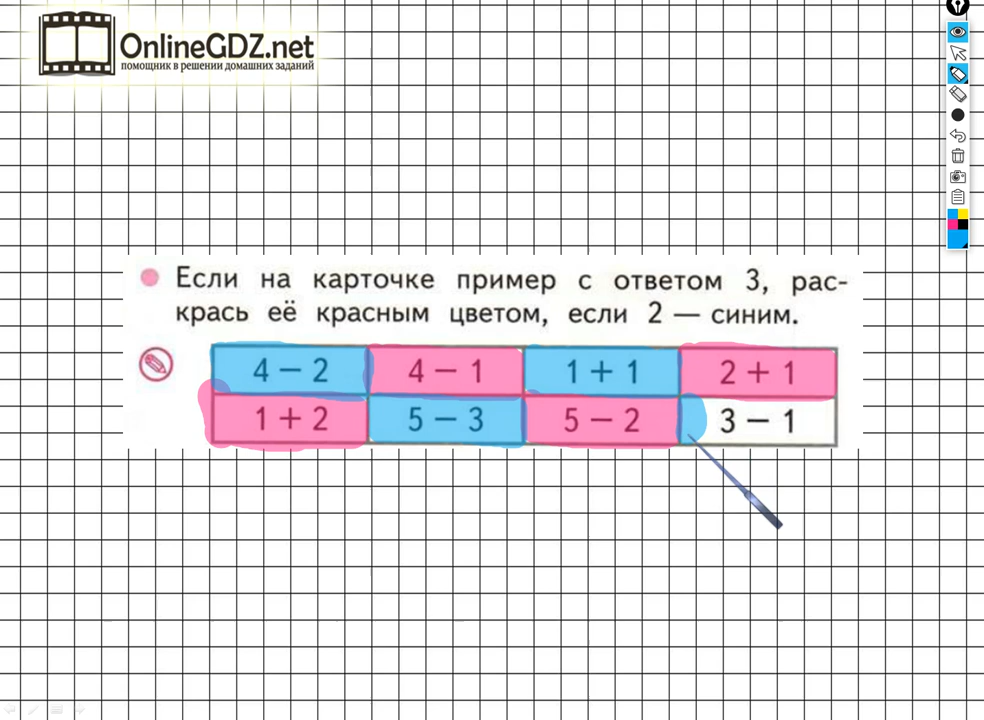 OnlineGDZ.net
помощник в решении домашних заданий
Если на карточке пример с ответом 3, рас-
крась её красным цветом, если 2 — синим.
4 − 2 4 − 1 1 + 1 2 + 1
1 + 2 5 − 3 5 − 2 3 − 1